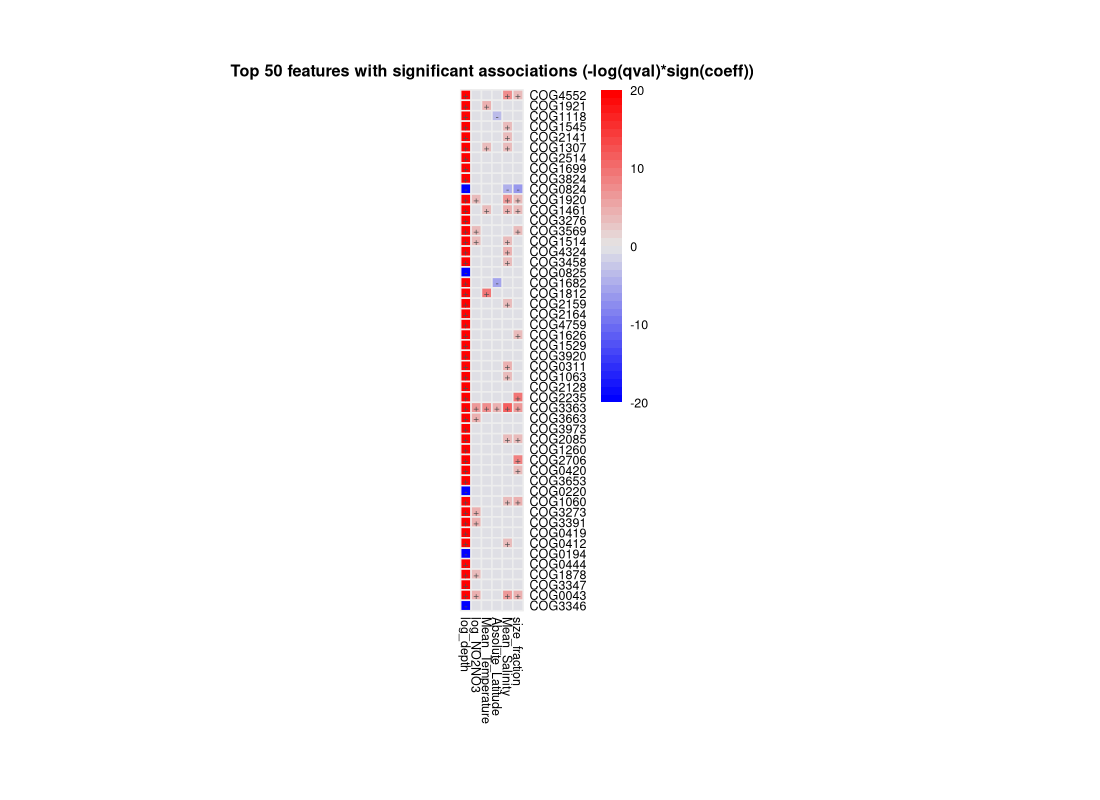 Top 50 features with significant associations (-log(qval)*sign(coeff))
COG4552
COG1921
COG1118
COG1545
COG2141
COG1307
COG2514
COG1699
COG3824
COG0824
COG1920
COG1461
COG3276
COG3569
COG1514
COG4324
COG3458
COG0825
COG1682
COG1812
COG2159
COG2164
COG4759
COG1626
COG1529
COG3920
COG0311
COG1063
COG2128
COG2235
COG3363
COG3663
COG3973
COG2085
COG1260
COG2706
COG0420
COG3653
COG0220
COG1060
COG3273
COG3391
COG0419
COG0412
COG0194
COG0444
COG1878
COG3347
COG0043
COG3346
20
10
0
-10
-20
log_depth
log_NO2NO3
Mean_Temperature
Absolute_Latitude
Mean_Salinity
size_fraction